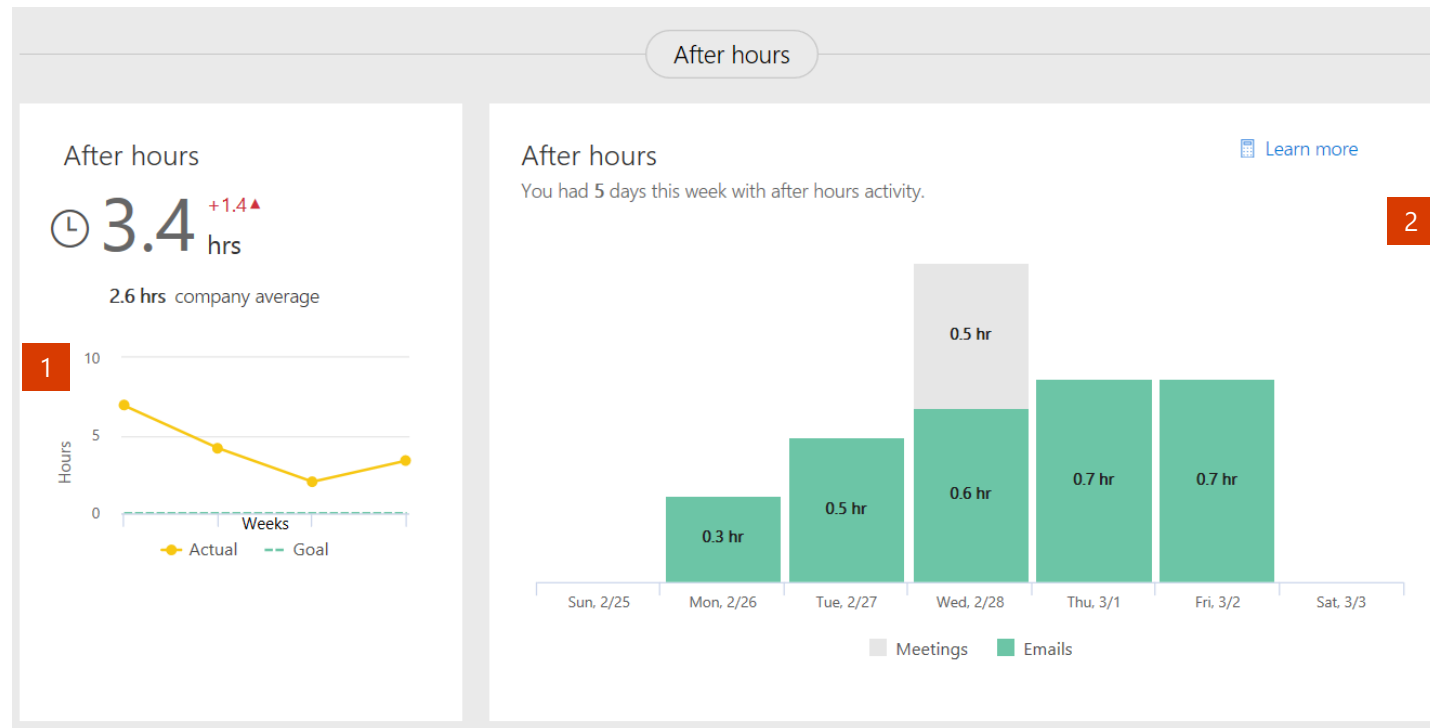 After hours
After hours
3.4 +1.4▲
hrs
2.6 hrs company average
1
10
5
0
Hours
Weeks
Actual Goal
After hours
Learn more
You had 5 days this week with after hours activity.
2
0.5 hr
0.3 hr
0.5 hr
0.6 hr
0.7 hr
0.7 hr
Sun, 2/25 Mon, 2/26 Tue, 2/27 Wed, 2/28 Thu, 3/1 Fri, 3/2 Sat, 3/3
Meetings Emails